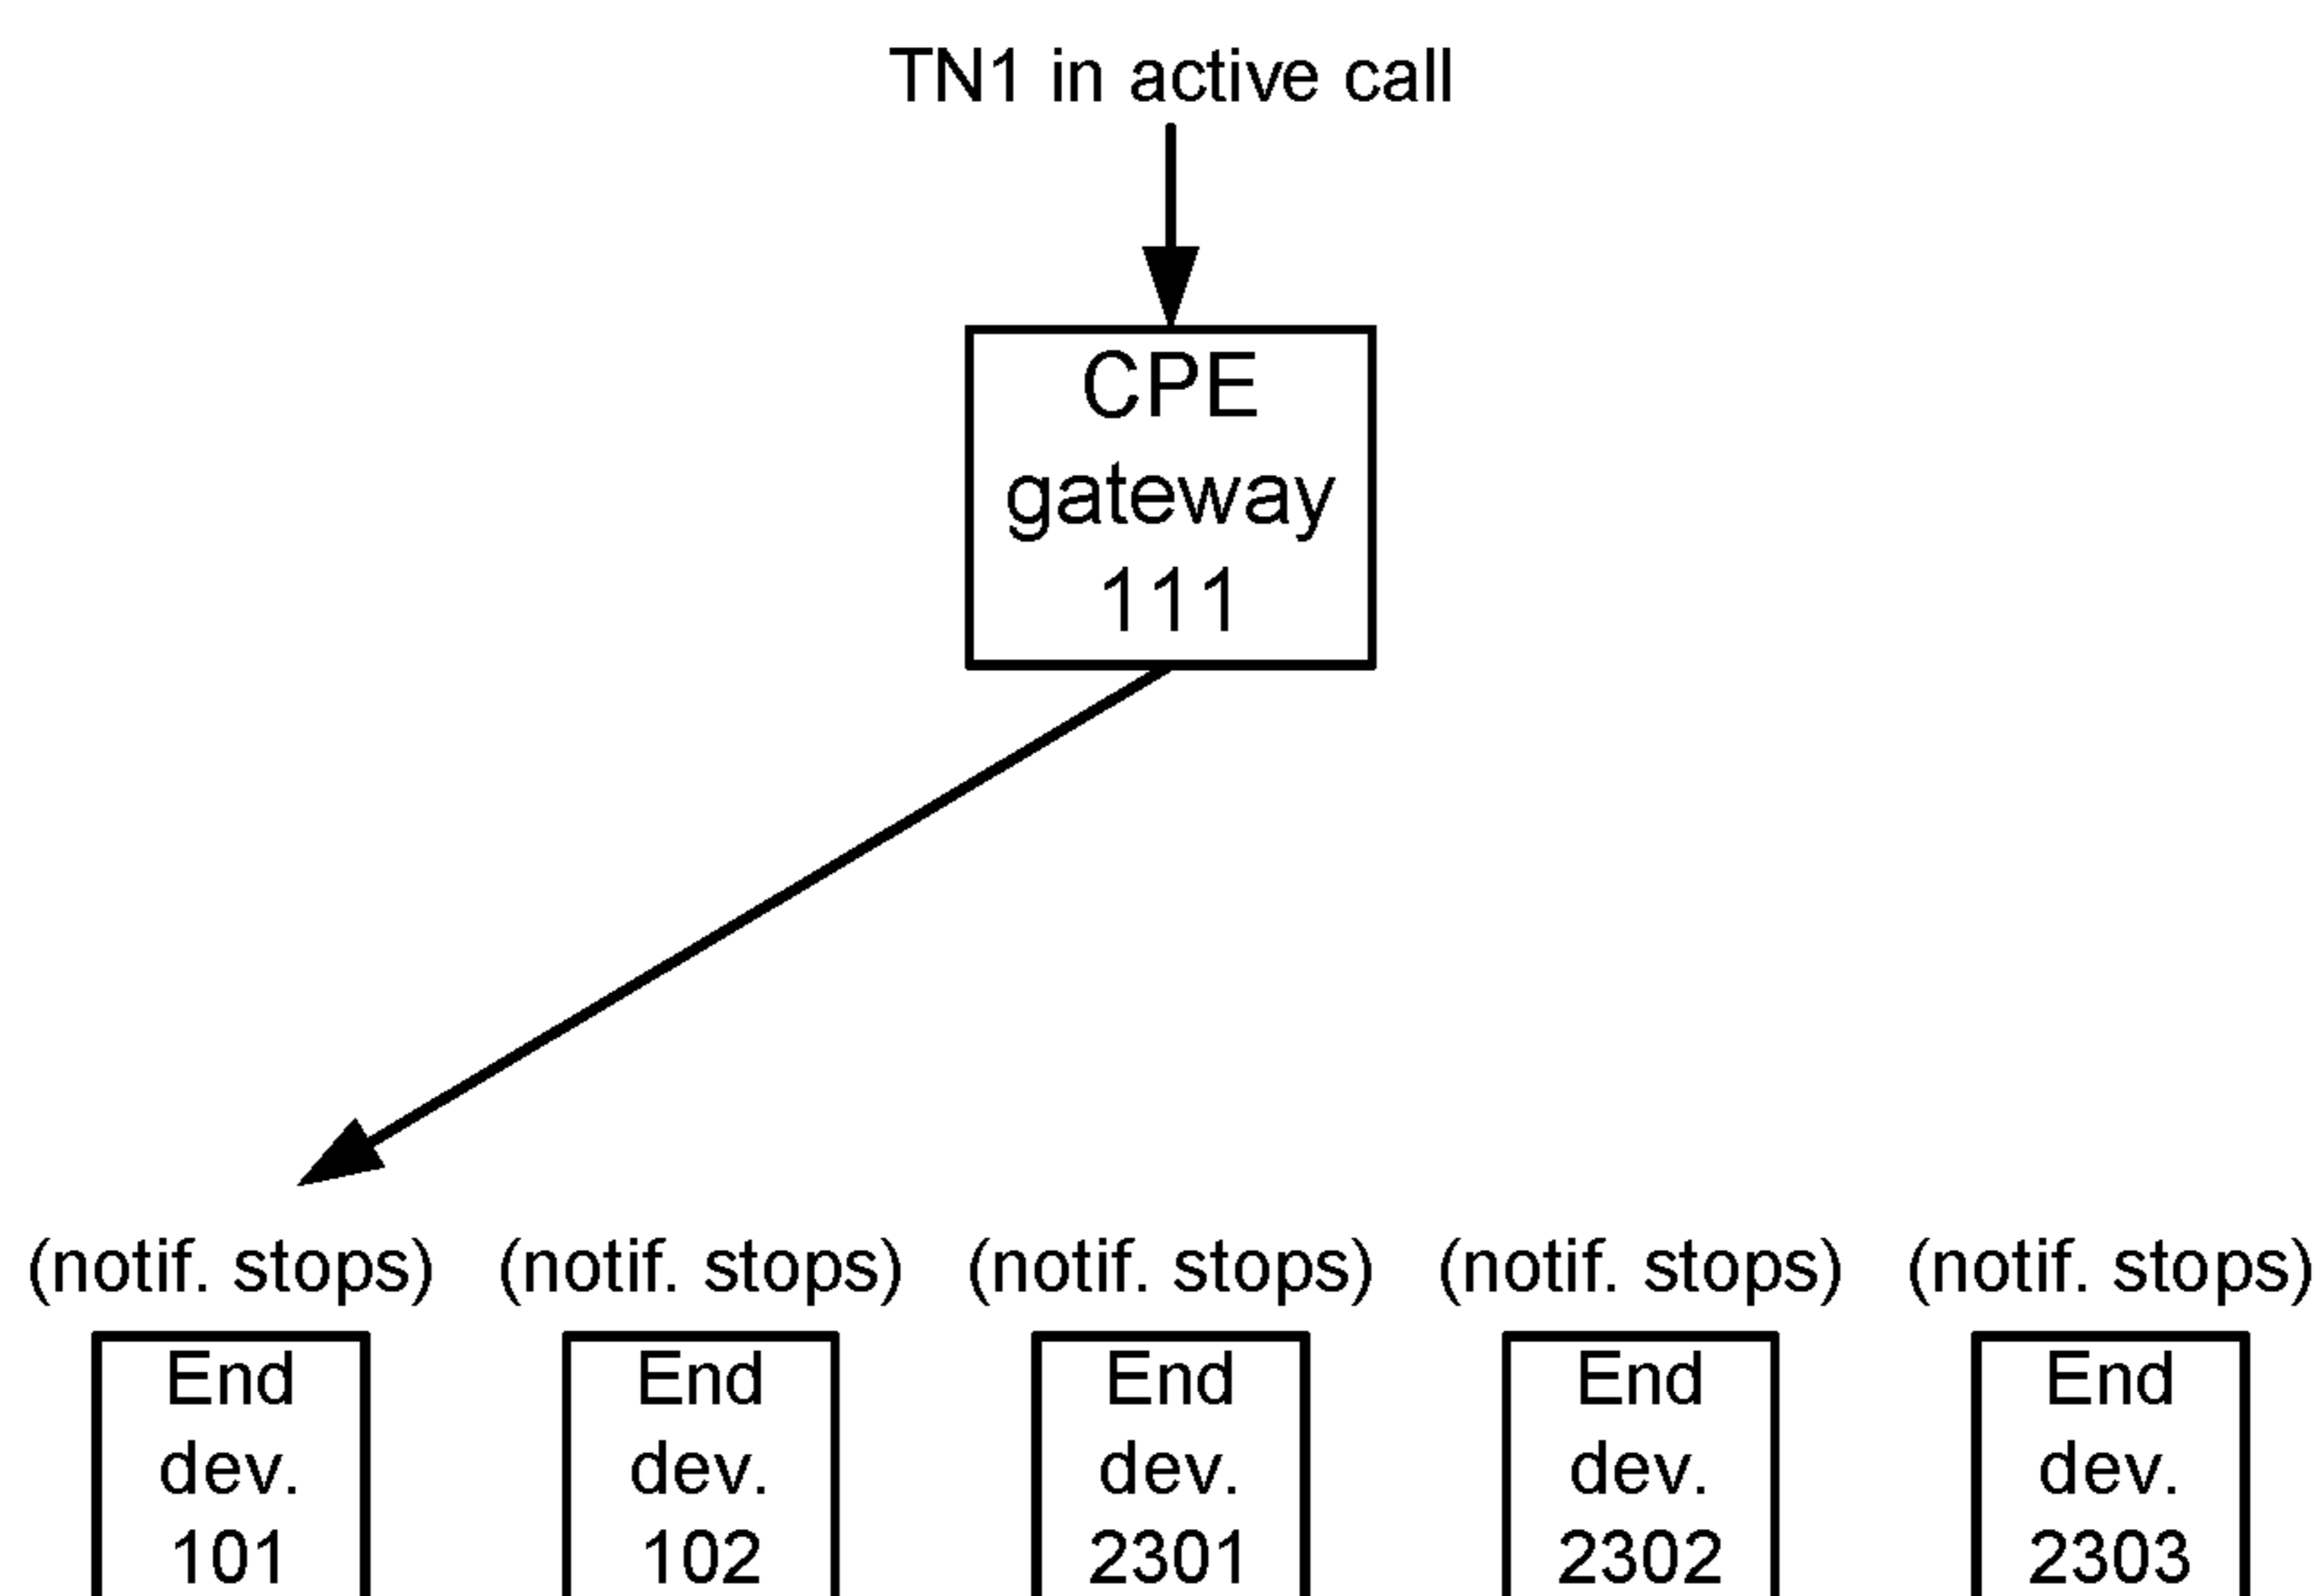 TN1 in active call
CPE
gateway
111
(notif. stops) (notif. stops) (notif. stops) (notif. stops) (notif. stops)
End End End End End
dev. dev. dev. dev. dev.
101 102 2301 2302 2303